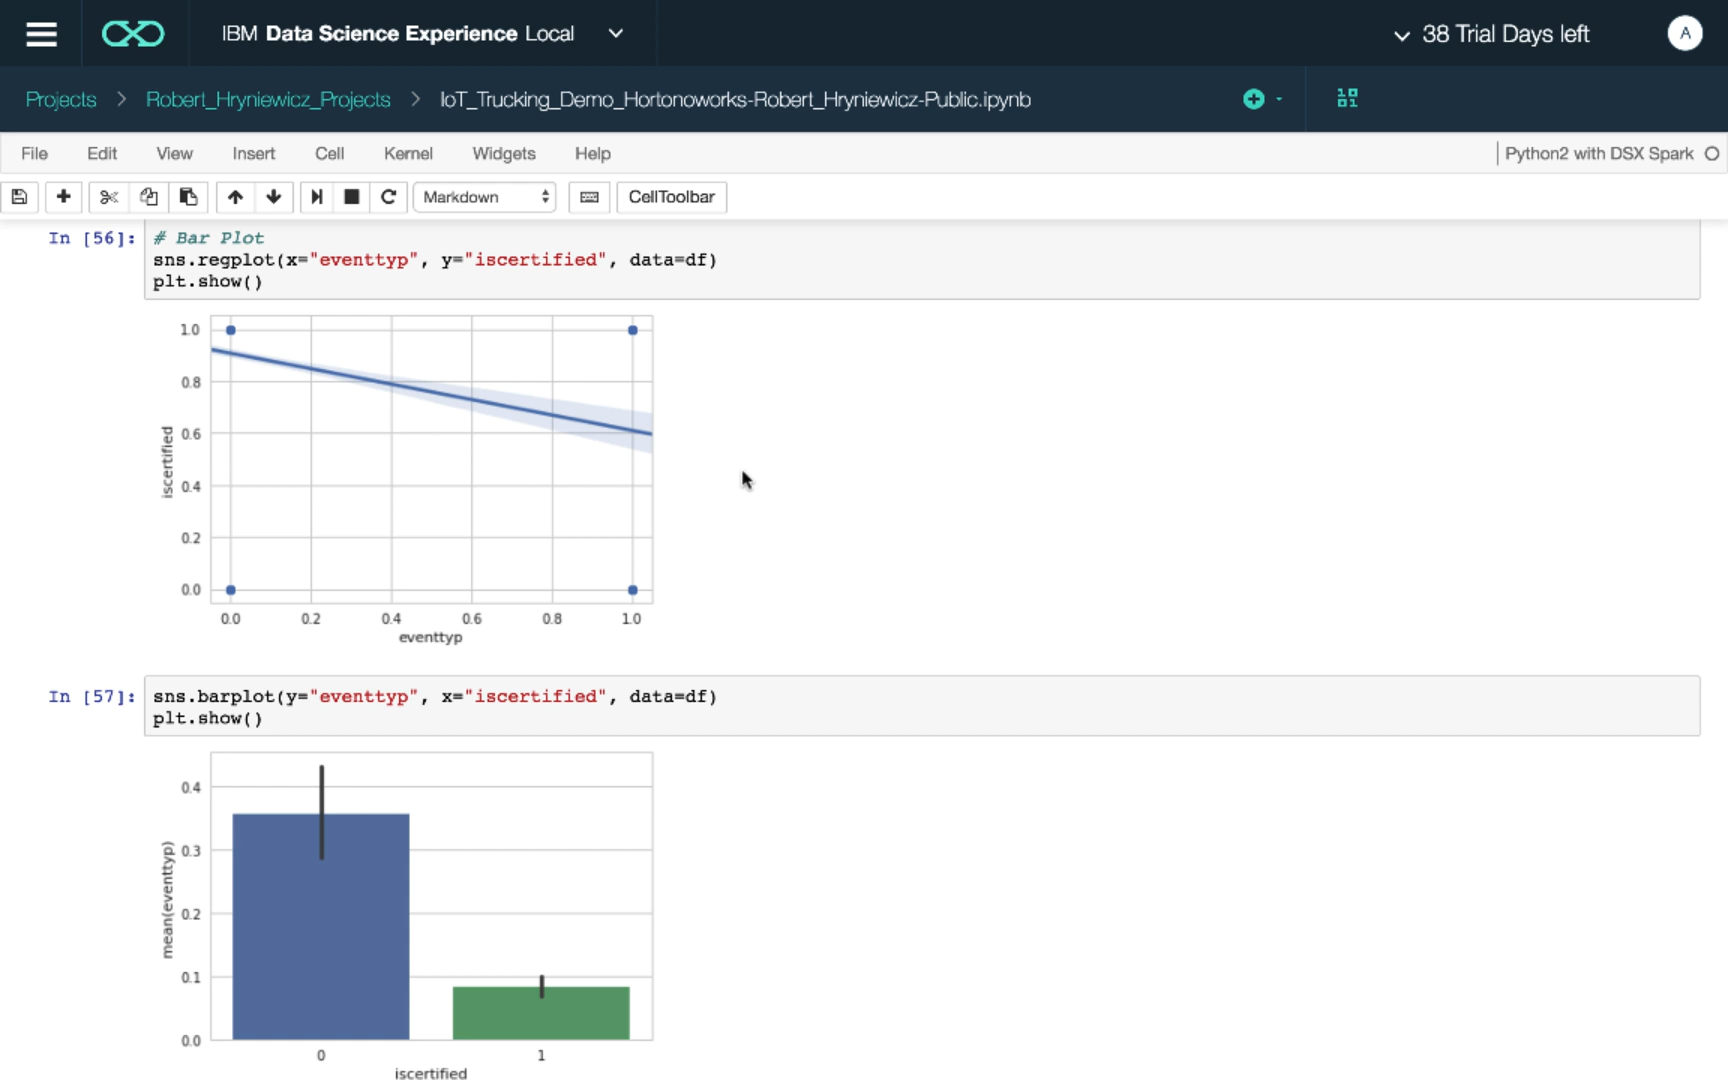 IBM Data Science Experience Local
38 Trial Days left
A
Projects > Robert_Hryniewicz_Projects > IoT_Trucking_Demo_Hortonoworks-Robert_Hryniewicz-Public.ipynb
File Edit View Insert Cell Kernel Widgets Help
Python2 with DSX Spark
Markdown
CellToolbar
In [56]:
# Bar Plot
sns.regplot(x="eventtyp", y="iscertified", data=df)
plt.show()
1.0
0.8
0.6
0.4
0.2
0.0
iscertified
0.0 0.2 0.4 0.6 0.8 1.0
eventtyp
In [57]:
sns.barplot(y="eventtyp", x="iscertified", data=df)
plt.show()
0.4
0.3
0.2
0.1
0.0
mean(eventtyp)
0 1
iscertified